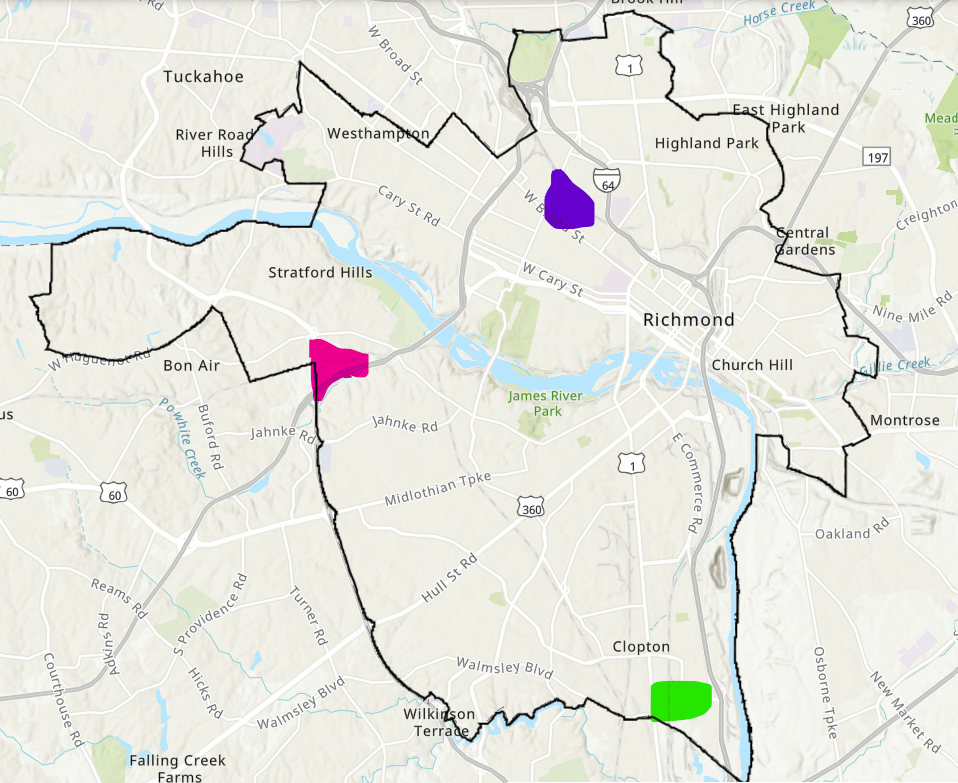 Horse Creek
360
W Broad St
1
Tuckahoe
East Highland
Park
Westhampton
River Road
Hills
Highland Park
197
64
Cary St Rd
W Broad St
Creighton
Central
Gardens
Stratford Hills
W Cary St
Nine Mile Rd
Richmond
W Huguenot Rd
Bon Air
Church Hill
Gillie Creek
James River
Park
Powhite Creek
Buford Rd
us
Jahnke Rd
Jahnke Rd
Montrose
E Commerce Rd
1
60
60
Midlothian Tpke
360
Oakland Rd
Hull St Rd
Reams Rd
S Providence Rd
Turner Rd
Adkins Rd
Clopton
Courthouse Rd
Hicks Rd
Walmsley Blvd
Walmsley Blvd
Osborne Tpke
New Market Rd
Wilkinson
Terrace
Falling Creek
Farms